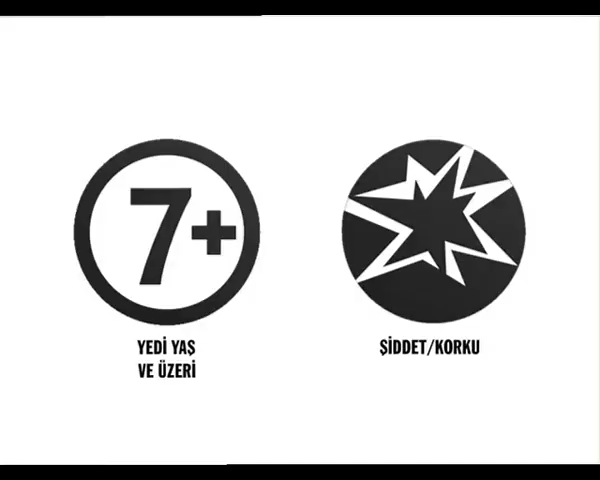 7+
YEDİ YAŞ
VE ÜZERİ
ŞİDDET/KORKU